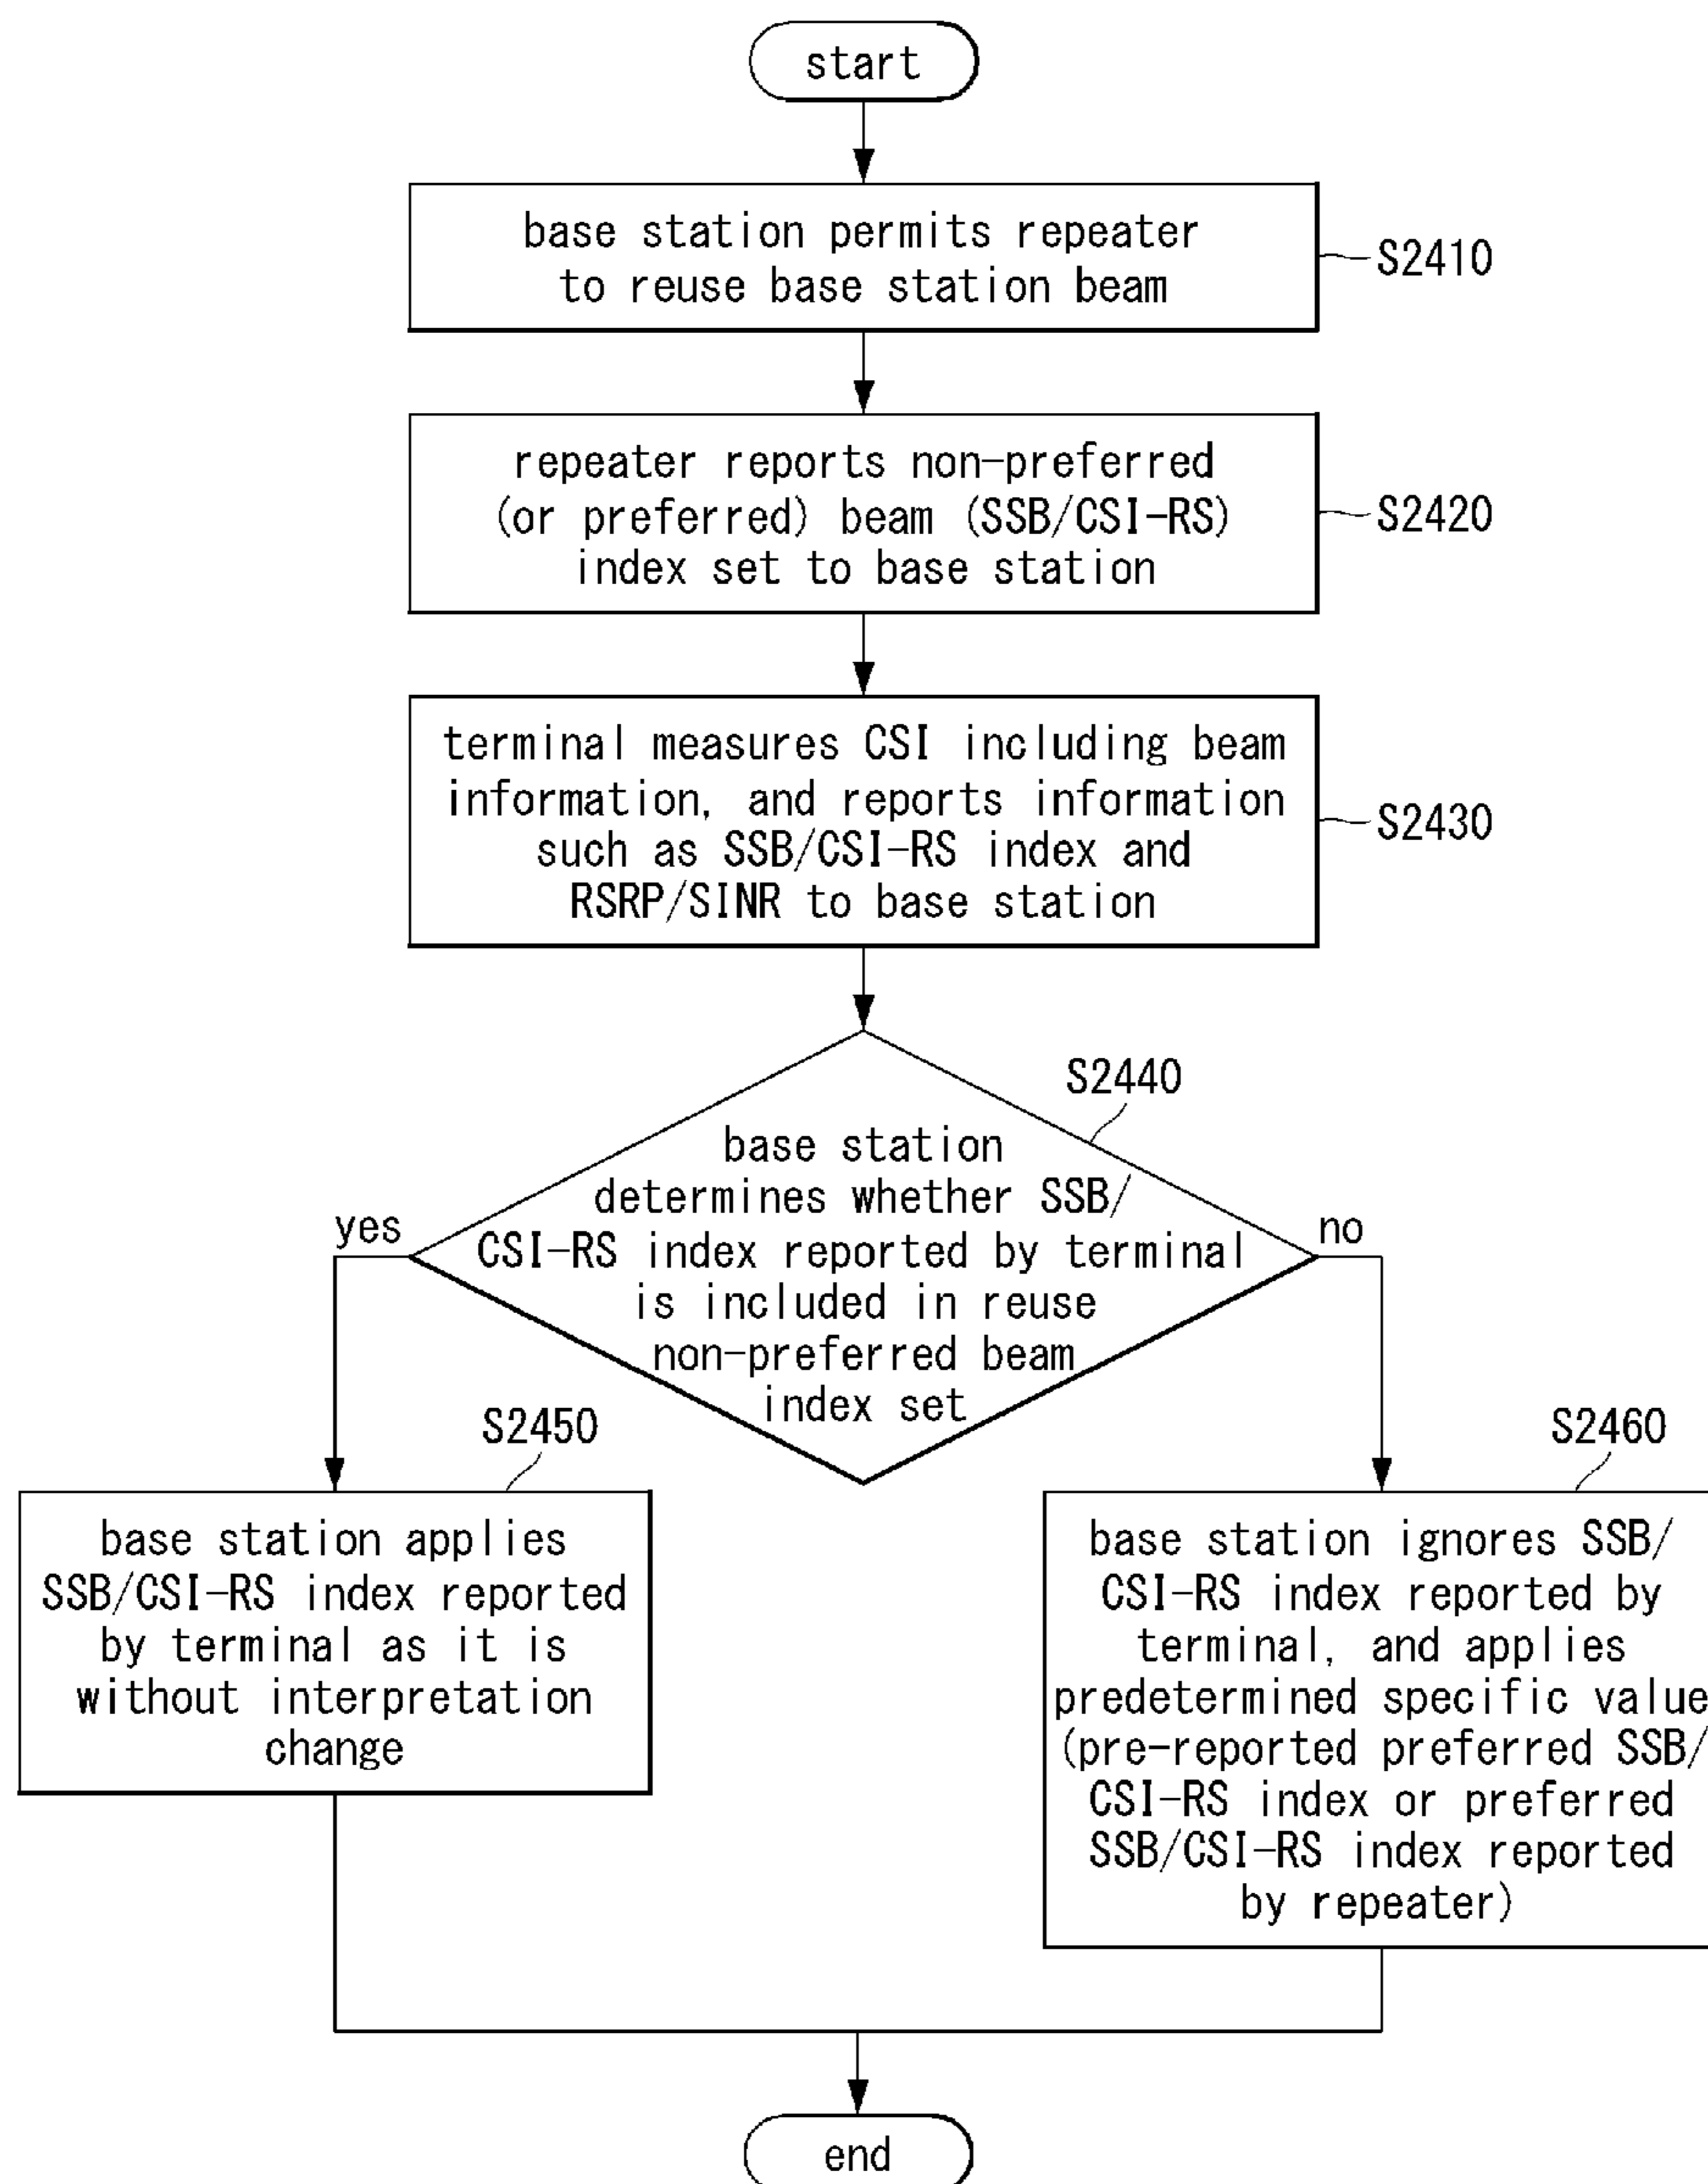 start
base station permits repeater
to reuse base station beam
S2410
repeater reports non-preferred
(or preferred) beam (SSB/CSI-RS)
index set to base station
S2420
terminal measures CSI including beam
information, and reports information
such as SSB/CSI-RS index and
RSRP/SINR to base station
S2430
S2440
base station
determines whether SSB/
CSI-RS index reported by terminal
is included in reuse
non-preferred beam
index set
yes
no
S2450
base station applies
SSB/CSI-RS index reported
by terminal as it is
without interpretation
change
S2460
base station ignores SSB/
CSI-RS index reported by
terminal, and applies
predetermined specific value
(pre-reported preferred SSB/
CSI-RS index or preferred
SSB/CSI-RS index reported
by repeater)
end